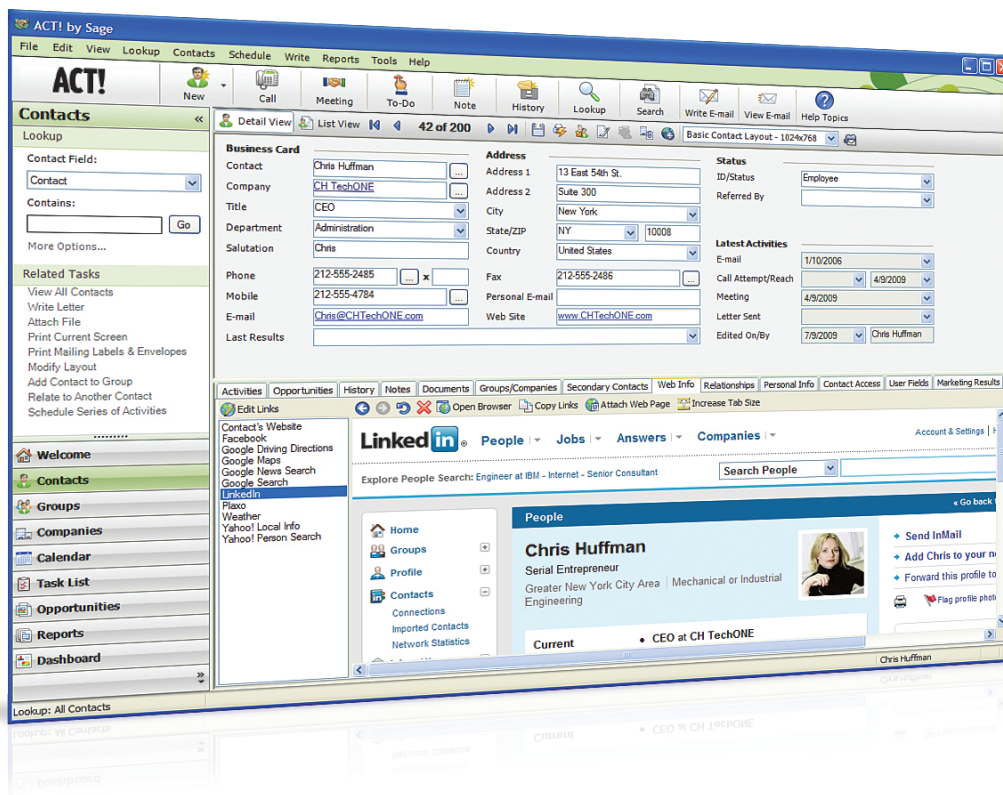 ACT! by Sage
File Edit View Lookup Contacts Schedule Write Reports Tools Help
ACT!
New
Call
Meeting
To-Do
Note
History
Lookup
Search
Write E-mail
View E-mail
Help Topics
Contacts «
Lookup
Contact Field:
Contact
Contains:
Go
More Options...
Related Tasks
View All Contacts
Write Letter
Attach File
Print Current Screen
Print Mailing Labels & Envelopes
Modify Layout
Add Contact to Group
Relate to Another Contact
Schedule Series of Activities
Welcome
Contacts
Groups
Companies
Calendar
Task List
Opportunities
Reports
Dashboard
»
Lookup: All Contacts
Detail View List View 42 of 200 Basic Contact Layout - 1024x768
Business Card
Contact Chris Huffman ...
Company CH TechONE ...
Title CEO
Department Administration
Salutation Chris
Phone 212-555-2485 ... x
Mobile 212-555-4784 ...
E-mail Chris@CHTechONE.com
Last Results
Address
Address 1 13 East 54th St.
Address 2 Suite 300
City New York
State/ZIP NY 10008
Country United States
Fax 212-555-2486 ...
Personal E-mail
Web Site www.CHTechONE.com
Status
ID/Status Employee
Referred By
Latest Activities
E-mail 1/10/2006
Call Attempt/Reach 4/9/2009
Meeting 4/9/2009
Letter Sent
Edited On/By 7/9/2009 Chris Huffman
Activities Opportunities History Notes Documents Groups/Companies Secondary Contacts Web Info Relationships Personal Info Contact Access User Fields Marketing Results
Edit Links Open Browser Copy Links Attach Web Page Increase Tab Size
Contact's Website
Facebook
Google Driving Directions
Google Maps
Google News Search
Google Search
LinkedIn
Plaxo
Weather
Yahoo! Local Info
Yahoo! Person Search
Linked in ® People Jobs Answers Companies Account & Settings
Explore People Search: Engineer at IBM - Internet - Senior Consultant Search People
Home
Groups
Profile
Contacts
Connections
Imported Contacts
Network Statistics
People « Go back
Chris Huffman
Serial Entrepreneur
Greater New York City Area | Mechanical or Industrial
Engineering
Current • CEO at CH TechONE
Send InMail
Add Chris to your
Forward this profile to
Flag profile
Chris Huffman